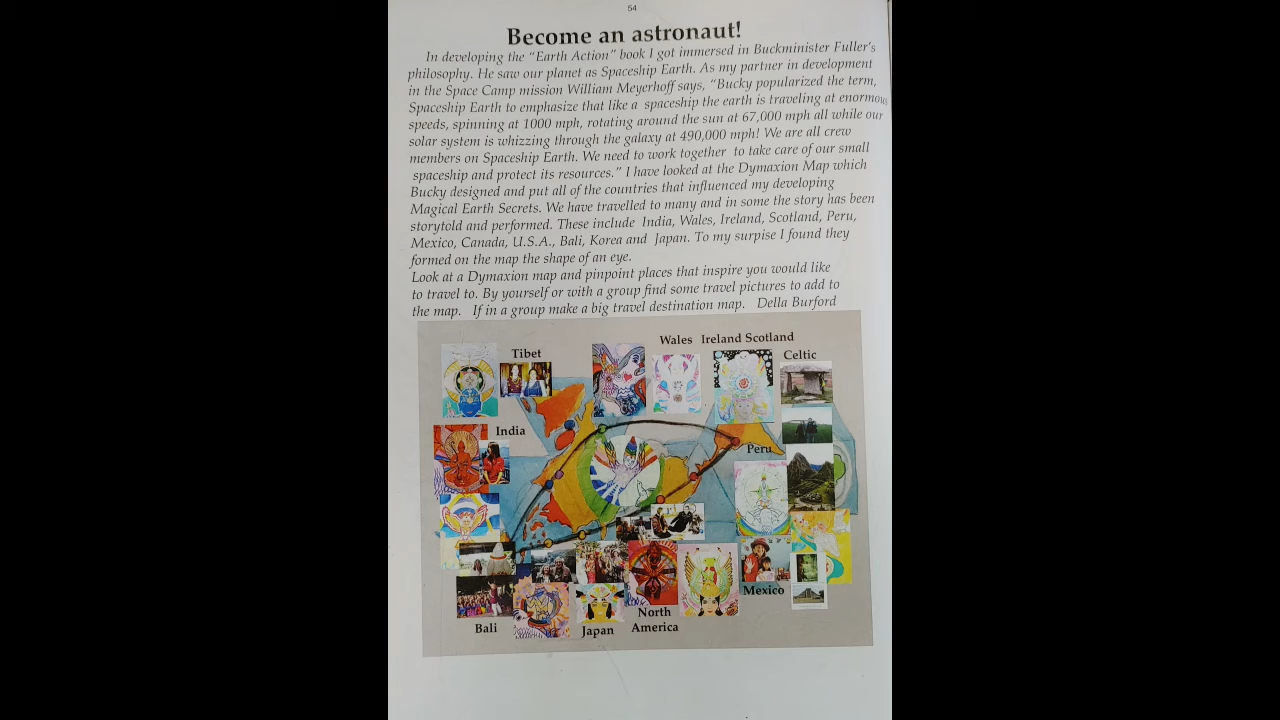 54
Become an astronaut!
In developing the “Earth Action” book I got immersed in Buckminister Fuller's
philosophy. He saw our planet as Spaceship Earth. As my partner in development
in the Space Camp mission William Meyerhoff says, “Bucky popularized the term,
Spaceship Earth to emphasize that like a spaceship the earth is traveling at enormous
speeds, spinning at 1000 mph, rotating around the sun at 67,000 mph all while our
solar system is whizzing through the galaxy at 490,000 mph! We are all crew
members on Spaceship Earth. We need to work together to take care of our small
spaceship and protect its resources.” I have looked at the Dymaxion Map which
Bucky designed and put all of the countries that influenced my developing
Magical Earth Secrets. We have travelled to many and in some the story has been
storytold and performed. These include India, Wales, Ireland, Scotland, Peru,
Mexico, Canada, U.S.A., Bali, Korea and Japan. To my surprise I found they
formed on the map the shape of an eye.
Look at a Dymaxion map and pinpoint places that inspire you would like
to travel to. By yourself or with a group find some travel pictures to add to
the map. If in a group make a big travel destination map. Della Burford
Wales Ireland Scotland
Tibet
Celtic
India
Peru
Mexico
North
America
Bali
Japan